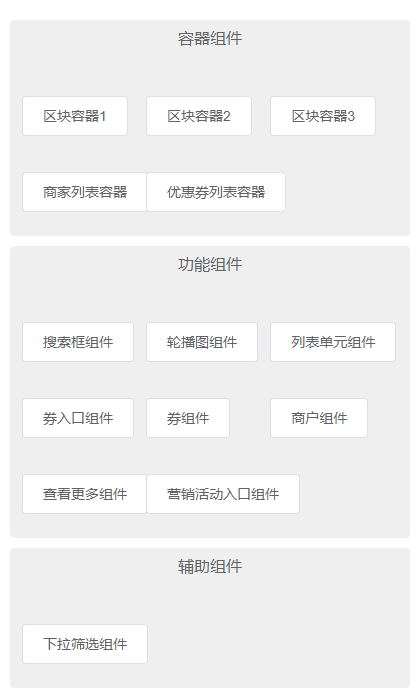 容器组件
区块容器1 区块容器2 区块容器3
商家列表容器 优惠券列表容器
功能组件
搜索框组件 轮播图组件 列表单元组件
券入口组件 券组件 商户组件
查看更多组件 营销活动入口组件
辅助组件
下拉筛选组件